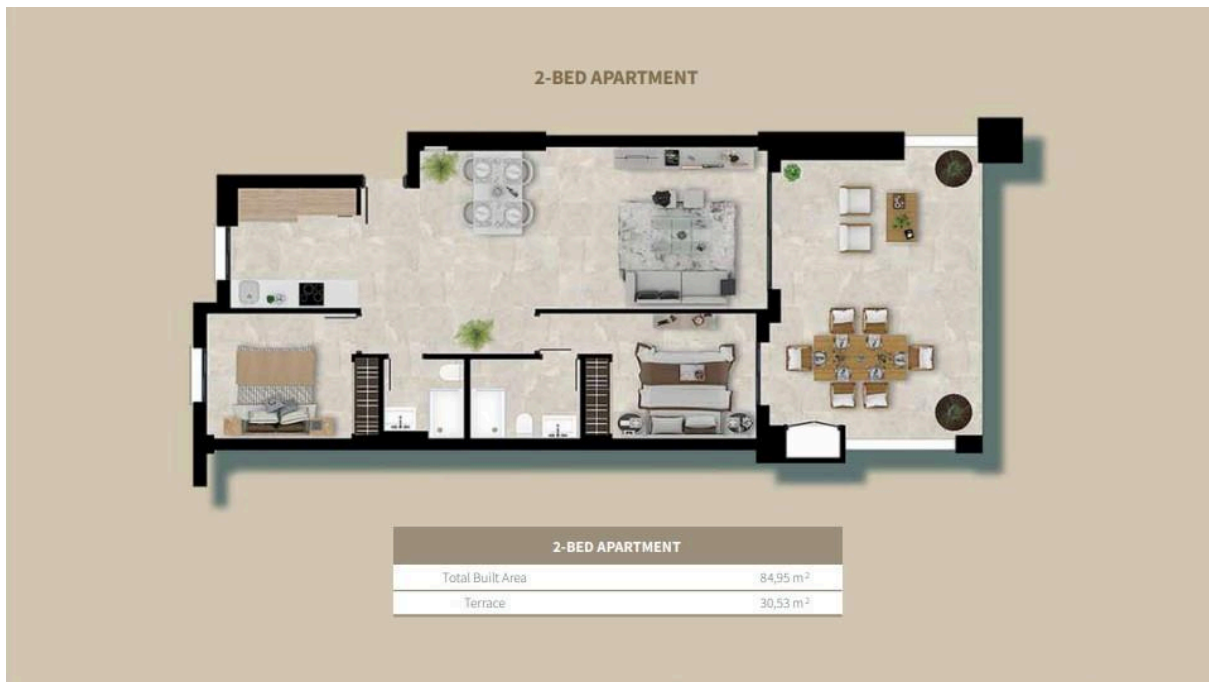 2-BED APARTMENT
2-BED APARTMENT
Total Built Area 84,95 m²
Terrace 30,53 m²